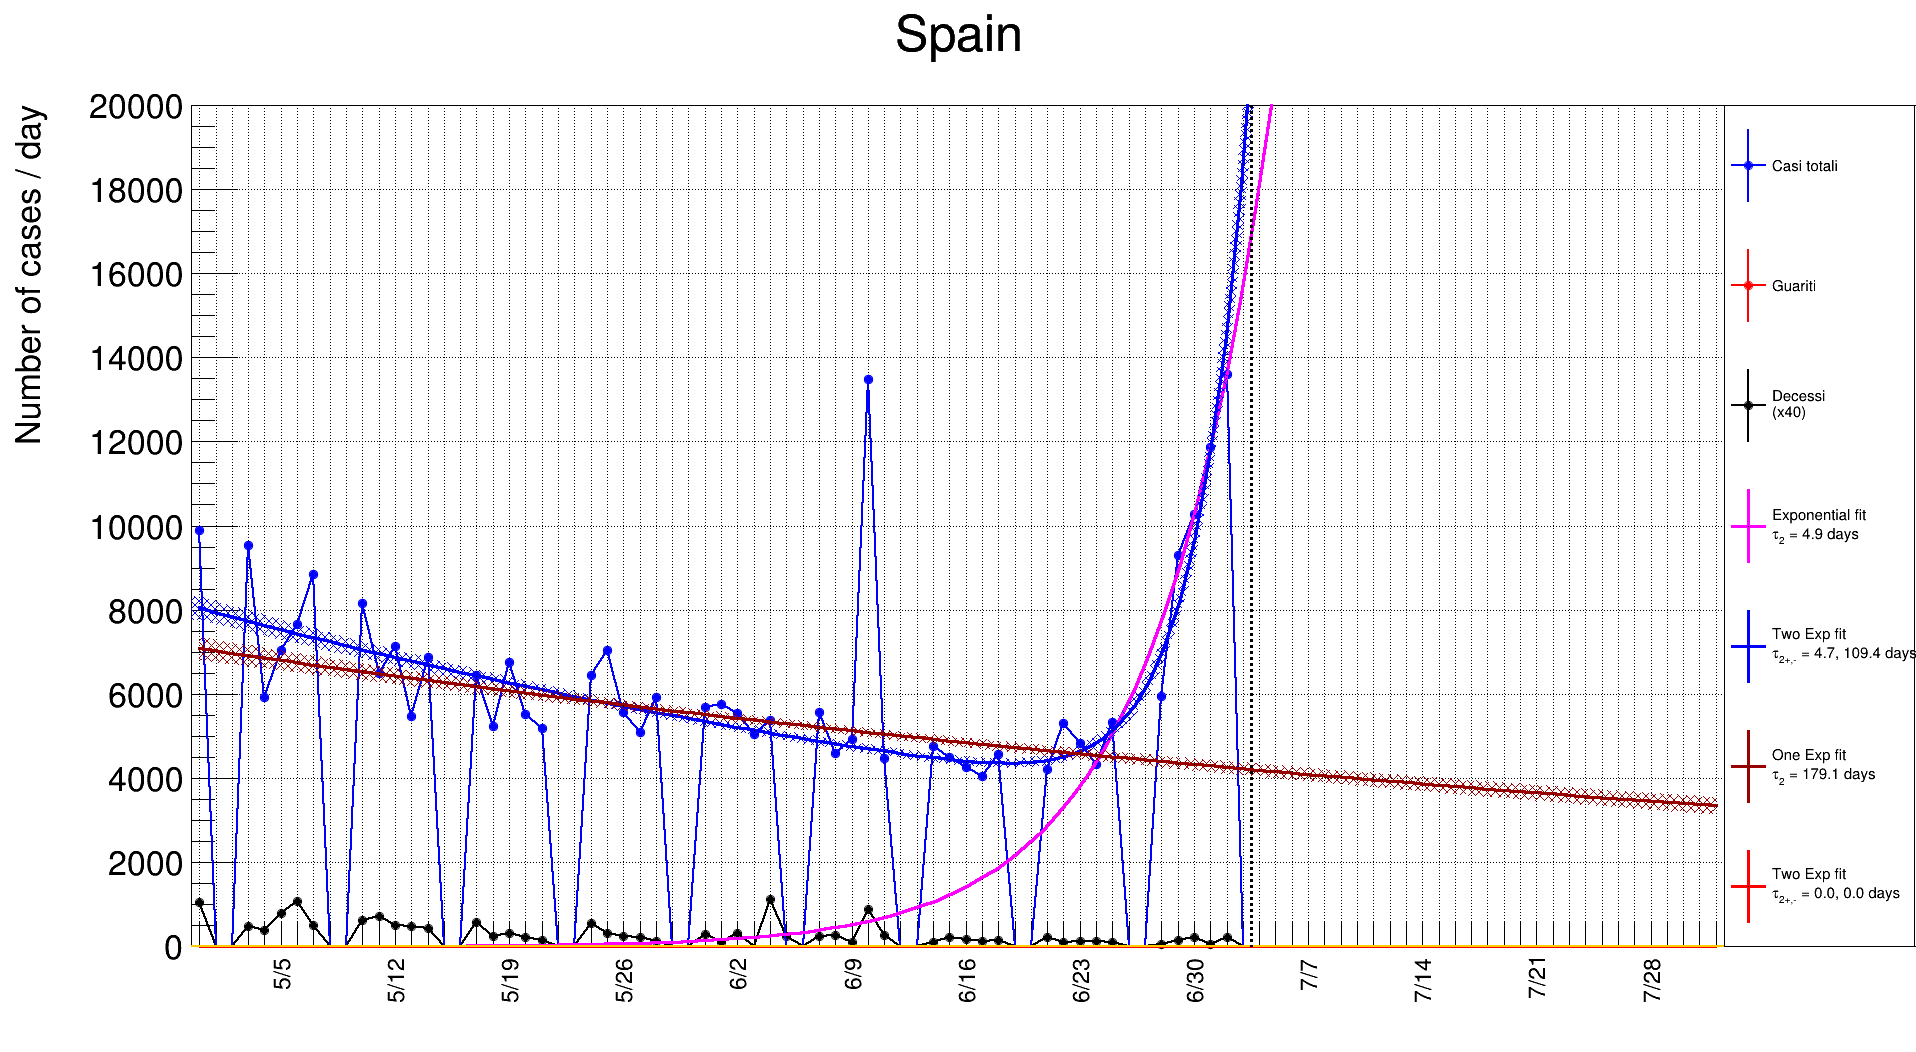 Spain
Number of cases / day
20000
18000
16000
14000
12000
10000
8000
6000
4000
2000
0
5/5
5/12
5/19
5/26
6/2
6/9
6/16
6/23
6/30
7/7
7/14
7/21
7/28
Casi totali
Guariti
Decessi
(x40)
Exponential fit
τ2 = 4.9 days
Two Exp fit
τ2+,- = 4.7, 109.4 days
One Exp fit
τ2 = 179.1 days
Two Exp fit
τ2+,- = 0.0, 0.0 days